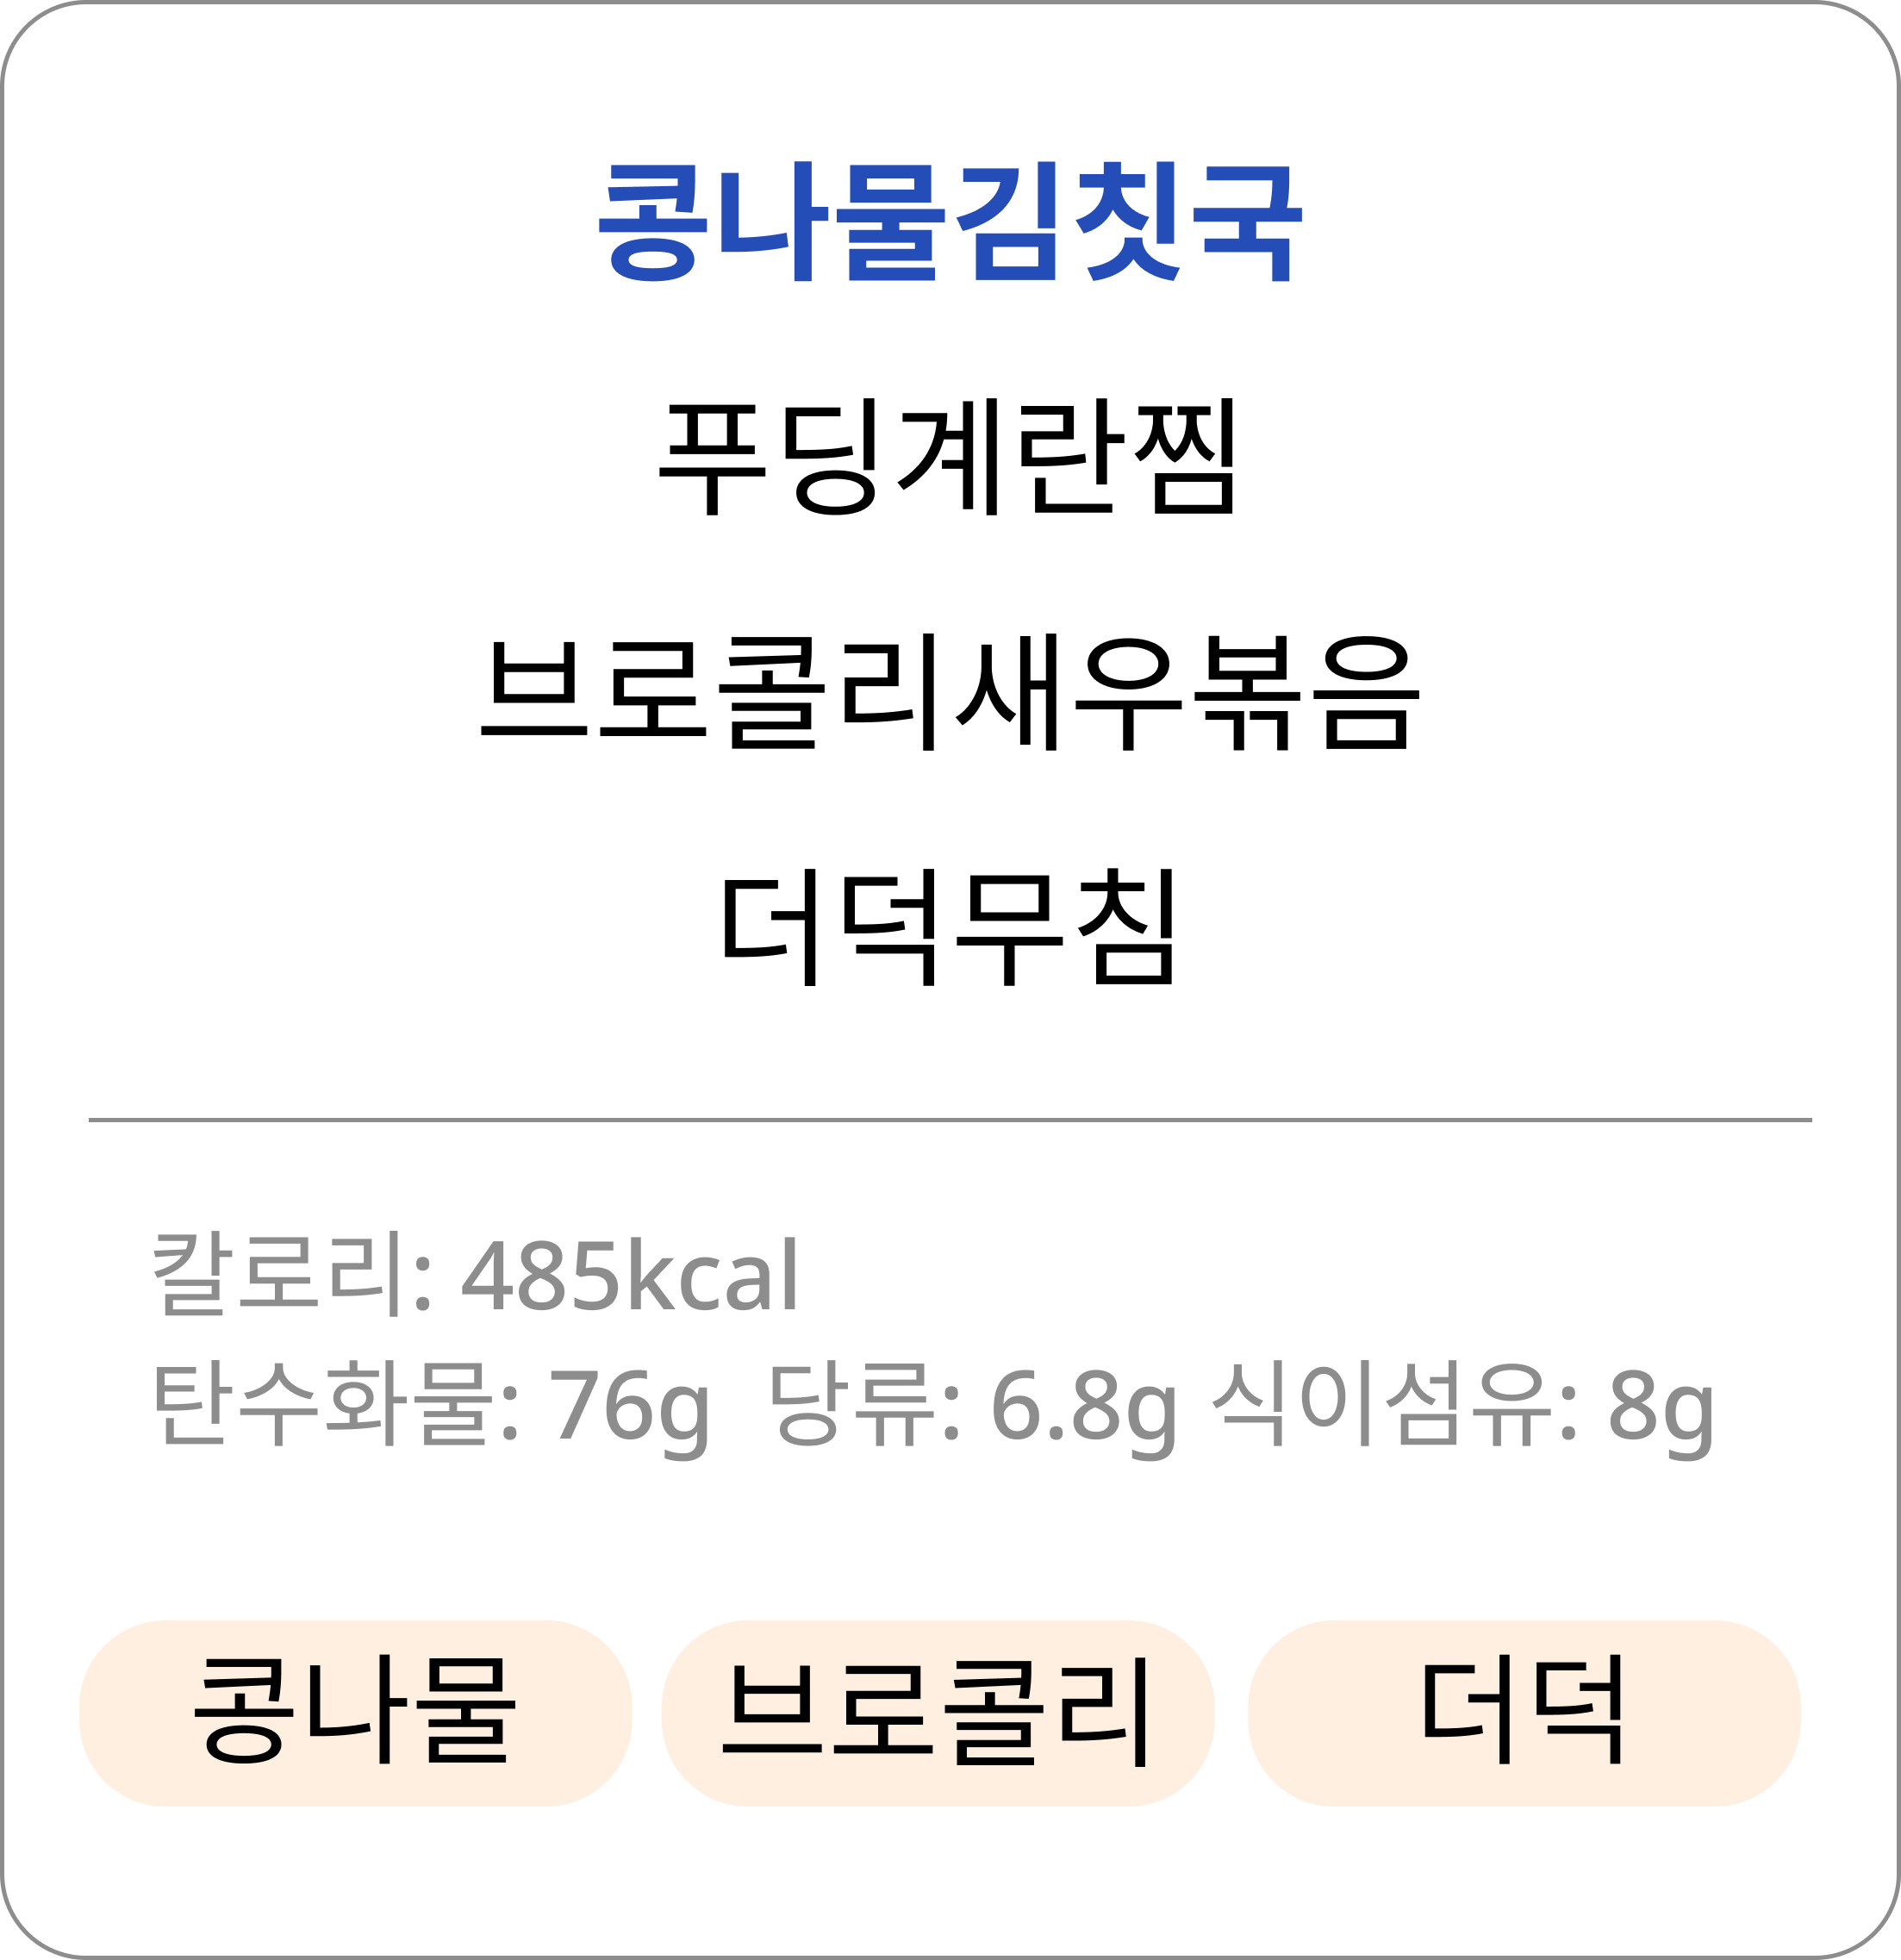 콩나물김칫국
푸딩계란찜
브로콜리새우볶음
더덕무침
칼로리: 485kcal
탄수화물: 76g 당류: 6.8g 식이섬유: 8g
콩나물 브로콜리 더덕